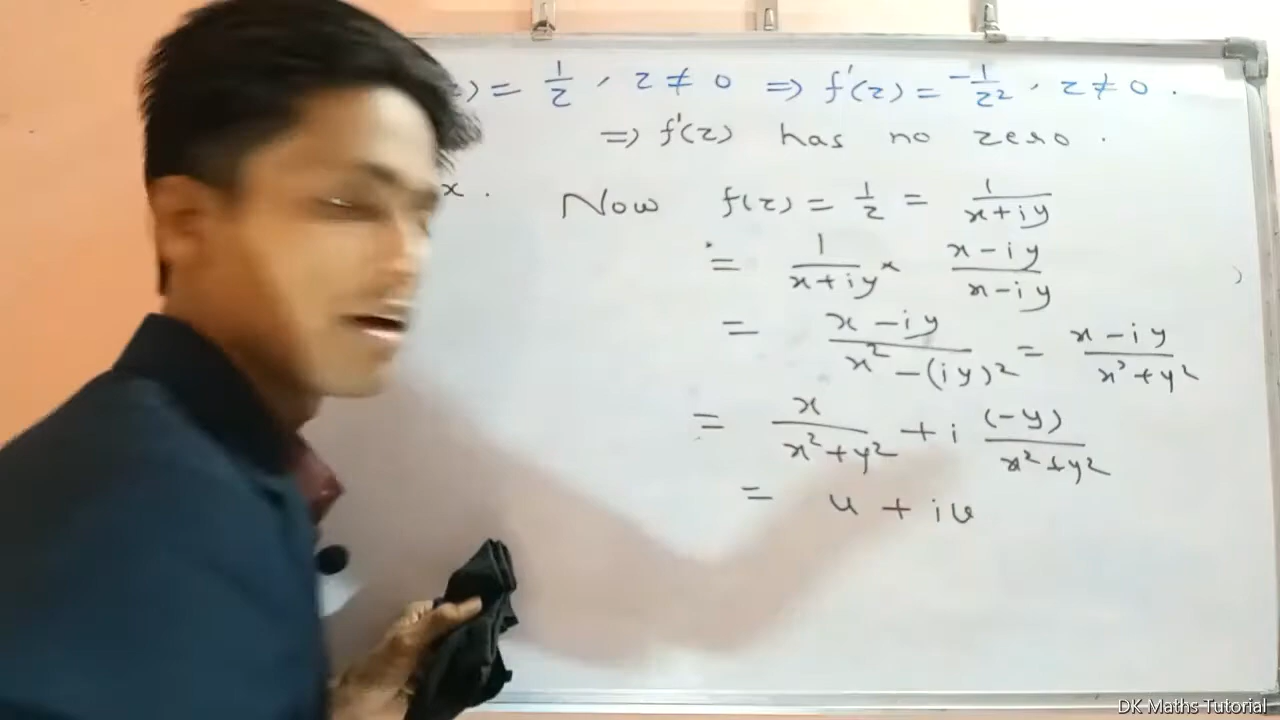 ) = 1/z , z ≠ 0 ⇒ f'(z) = -1/z² , z ≠ 0 .
⇒ f'(z) has no zero .
x . Now f(z) = 1/z = 1/(x+iy)
= 1/(x+iy) × (x-iy)/(x-iy)
= (x-iy)/(x²-(iy)²) = (x-iy)/(x²+y²)
= x/(x²+y²) + i (-y)/(x²+y²)
= u + iv
DK Maths Tutorial